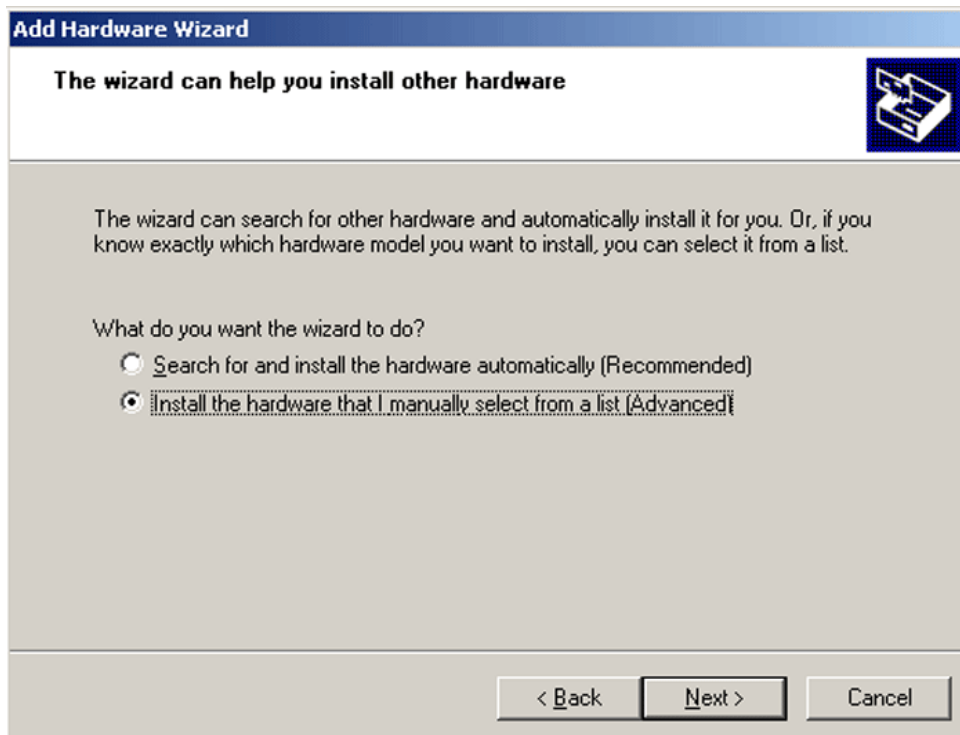 Add Hardware Wizard
The wizard can help you install other hardware
The wizard can search for other hardware and automatically install it for you. Or, if you
know exactly which hardware model you want to install, you can select it from a list.
What do you want the wizard to do?
Search for and install the hardware automatically (Recommended)
Install the hardware that I manually select from a list (Advanced)
< Back Next > Cancel